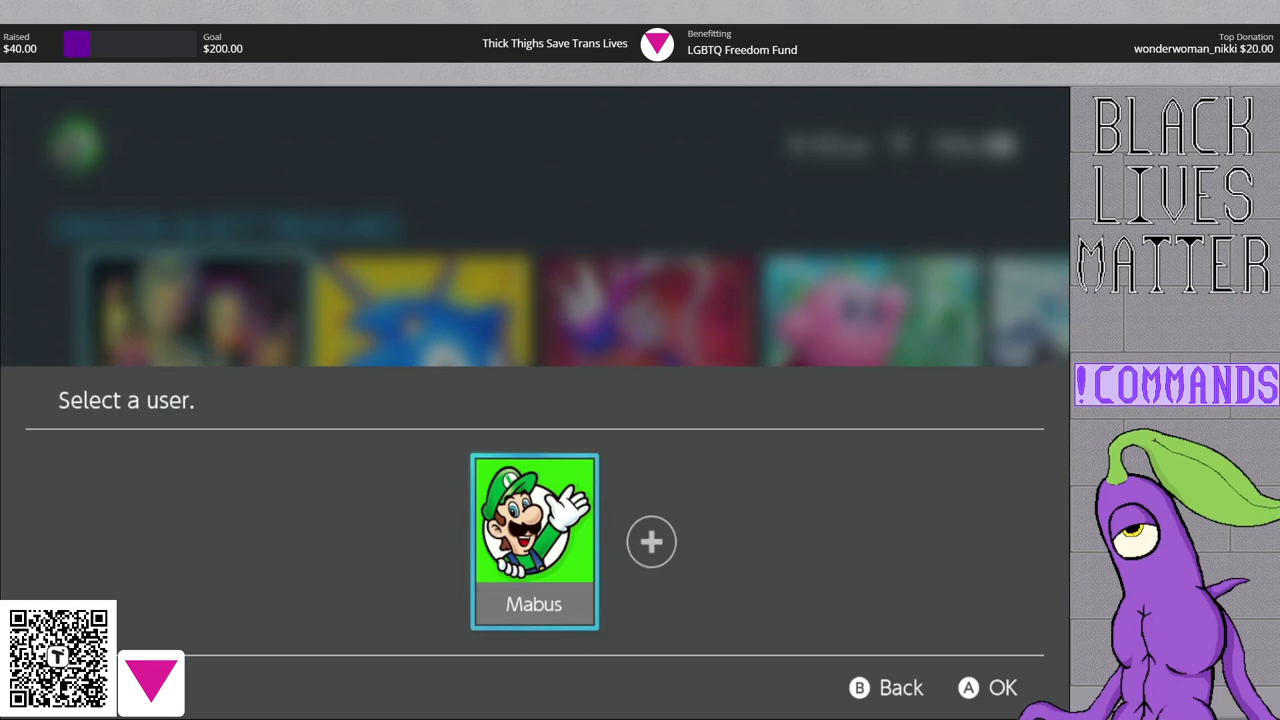 Raised
$40.00
Goal
$200.00
Thick Thighs Save Trans Lives
Benefitting
LGBTQ Freedom Fund
Top Donation
wonderwoman_nikki $20.00
BLACK
LIVES
MATTER
!COMMANDS
Select a user.
Mabus
B Back
A OK
T